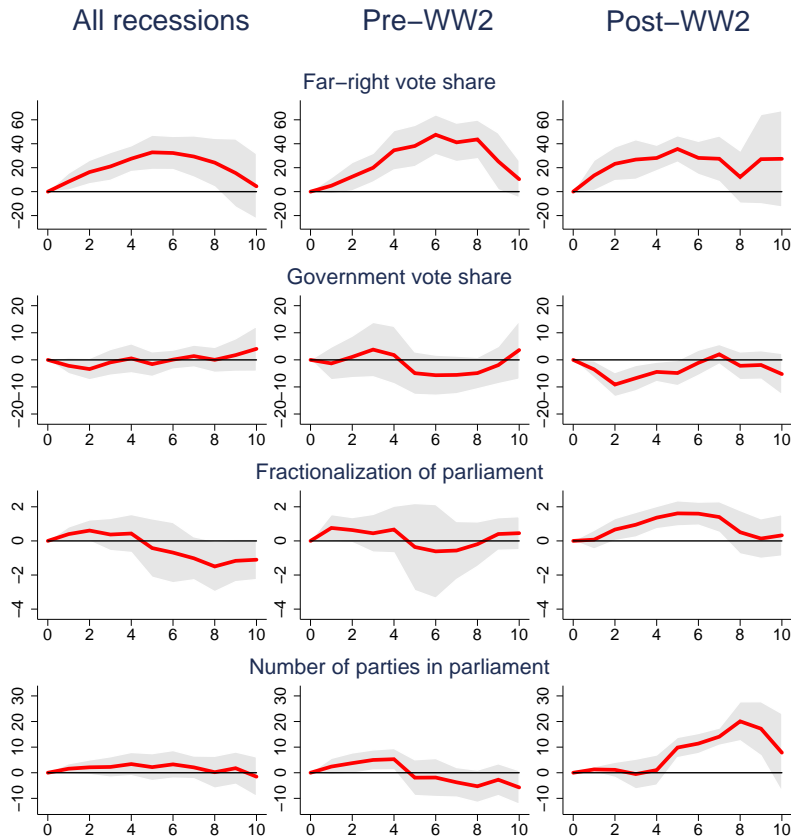 All recessions Pre−WW2 Post−WW2
Far−right vote share
−20 0 20 40 60 −20 0 20 40 60 −20 0 20 40 60
0 2 4 6 8 10 0 2 4 6 8 10 0 2 4 6 8 10
Government vote share
−20 −10 0 10 20 −20 −10 0 10 20 −20 −10 0 10 20
0 2 4 6 8 10 0 2 4 6 8 10 0 2 4 6 8 10
Fractionalization of parliament
−4 −2 0 2 −4 −2 0 2 −4 −2 0 2
0 2 4 6 8 10 0 2 4 6 8 10 0 2 4 6 8 10
Number of parties in parliament
−10 0 10 20 30 −10 0 10 20 30 −10 0 10 20 30
0 2 4 6 8 10 0 2 4 6 8 10 0 2 4 6 8 10